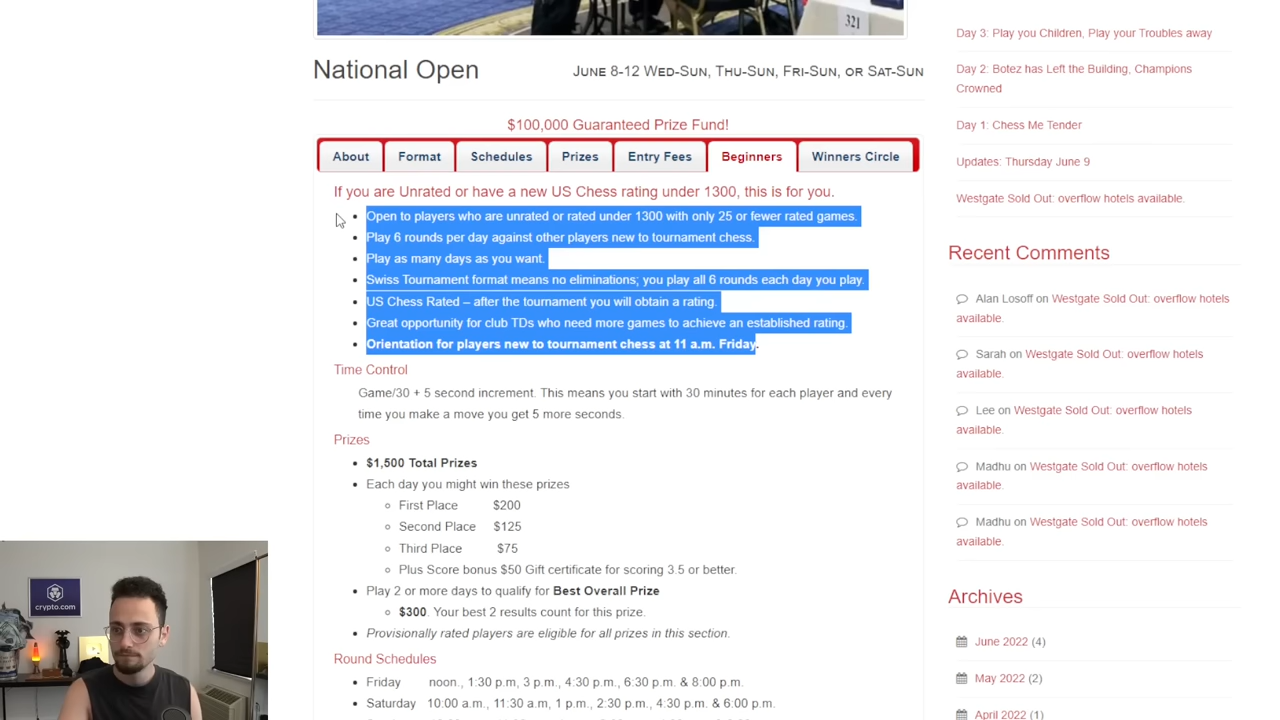 321
National Open
June 8-12 Wed-Sun, Thu-Sun, Fri-Sun, or Sat-Sun
$100,000 Guaranteed Prize Fund!
About
Format
Schedules
Prizes
Entry Fees
Beginners
Winners Circle
If you are Unrated or have a new US Chess rating under 1300, this is for you.
Open to players who are unrated or rated under 1300 with only 25 or fewer rated games.
Play 6 rounds per day against other players new to tournament chess.
Play as many days as you want.
Swiss Tournament format means no eliminations; you play all 6 rounds each day you play.
US Chess Rated – after the tournament you will obtain a rating.
Great opportunity for club TDs who need more games to achieve an established rating.
Orientation for players new to tournament chess at 11 a.m. Friday.
Time Control
Game/30 + 5 second increment. This means you start with 30 minutes for each player and every
time you make a move you get 5 more seconds.
Prizes
$1,500 Total Prizes
Each day you might win these prizes
First Place $200
Second Place $125
Third Place $75
Plus Score bonus $50 Gift certificate for scoring 3.5 or better.
Play 2 or more days to qualify for Best Overall Prize
$300. Your best 2 results count for this prize.
Provisionally rated players are eligible for all prizes in this section.
Round Schedules
Friday noon., 1:30 p.m, 3 p.m., 4:30 p.m., 6:30 p.m. & 8:00 p.m.
Saturday 10:00 a.m., 11:30 a.m, 1 p.m., 2:30 p.m., 4:30 p.m. & 6:00 p.m.
Day 3: Play you Children, Play your Troubles away
Day 2: Botez has Left the Building, Champions
Crowned
Day 1: Chess Me Tender
Updates: Thursday June 9
Westgate Sold Out: overflow hotels available.
Recent Comments
Alan Losoff on Westgate Sold Out: overflow hotels
available.
Sarah on Westgate Sold Out: overflow hotels
available.
Lee on Westgate Sold Out: overflow hotels
available.
Madhu on Westgate Sold Out: overflow hotels
available.
Madhu on Westgate Sold Out: overflow hotels
available.
Archives
June 2022 (4)
May 2022 (2)
April 2022 (1)
crypto.com